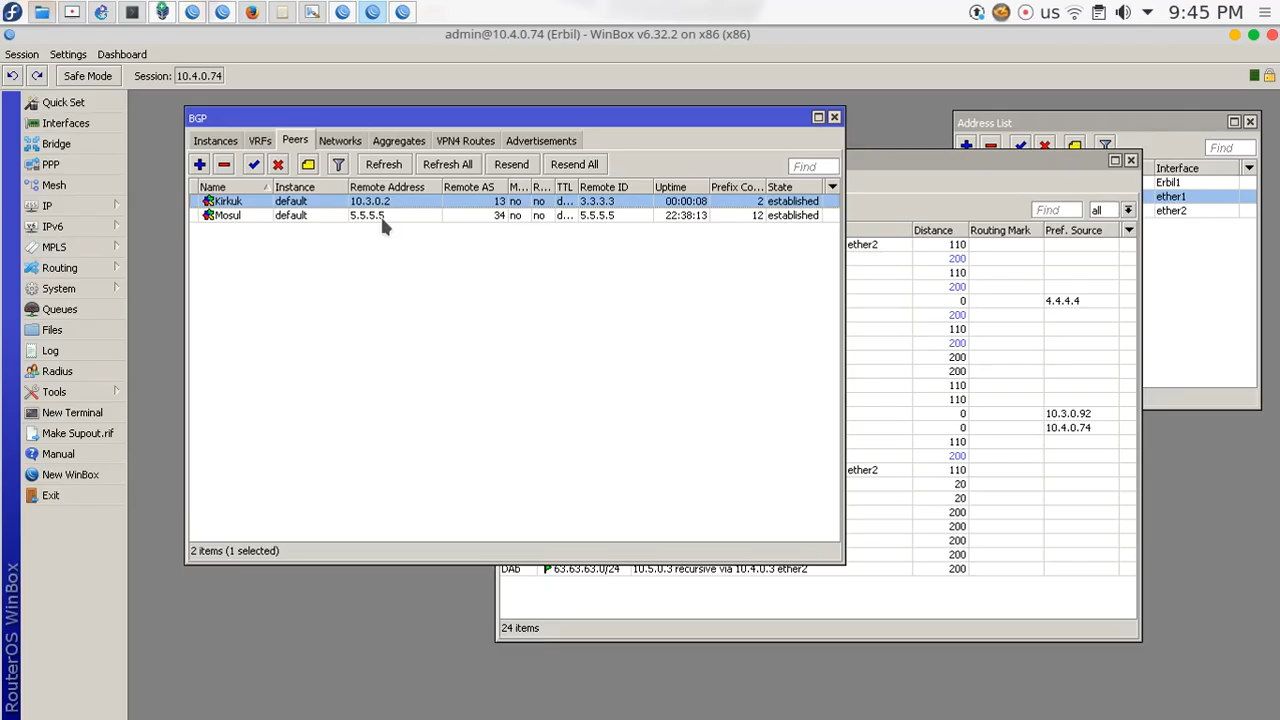 us 9:45 PM
admin@10.4.0.74 (Erbil) - WinBox v6.32.2 on x86 (x86)
Session Settings Dashboard
Safe Mode Session: 10.4.0.74
Quick Set
Interfaces
Bridge
PPP
Mesh
IP
IPv6
MPLS
Routing
System
Queues
Files
Log
Radius
Tools
New Terminal
Make Supout.rif
Manual
New WinBox
Exit
RouterOS WinBox
BGP
Instances VRFs Peers Networks Aggregates VPN4 Routes Advertisements
Refresh Refresh All Resend Resend All Find
Name Instance Remote Address Remote AS M... R... TTL Remote ID Uptime Prefix Co... State
Kirkuk default 10.3.0.2 13 no no d... 3.3.3.3 00:00:08 2 established
Mosul default 5.5.5.5 34 no no d... 5.5.5.5 22:38:13 12 established
2 items (1 selected)
Find all
Distance Routing Mark Pref. Source
ether2 110
200
110
200
0 4.4.4.4
200
110
200
200
200
110
110
0 10.3.0.92
0 10.4.0.74
110
200
ether2 110
20
20
200
200
200
200
DAb 63.63.63.0/24 10.5.0.3 recursive via 10.4.0.3 ether2 200
24 items
Address List
Find
Interface
Erbil1
ether1
ether2